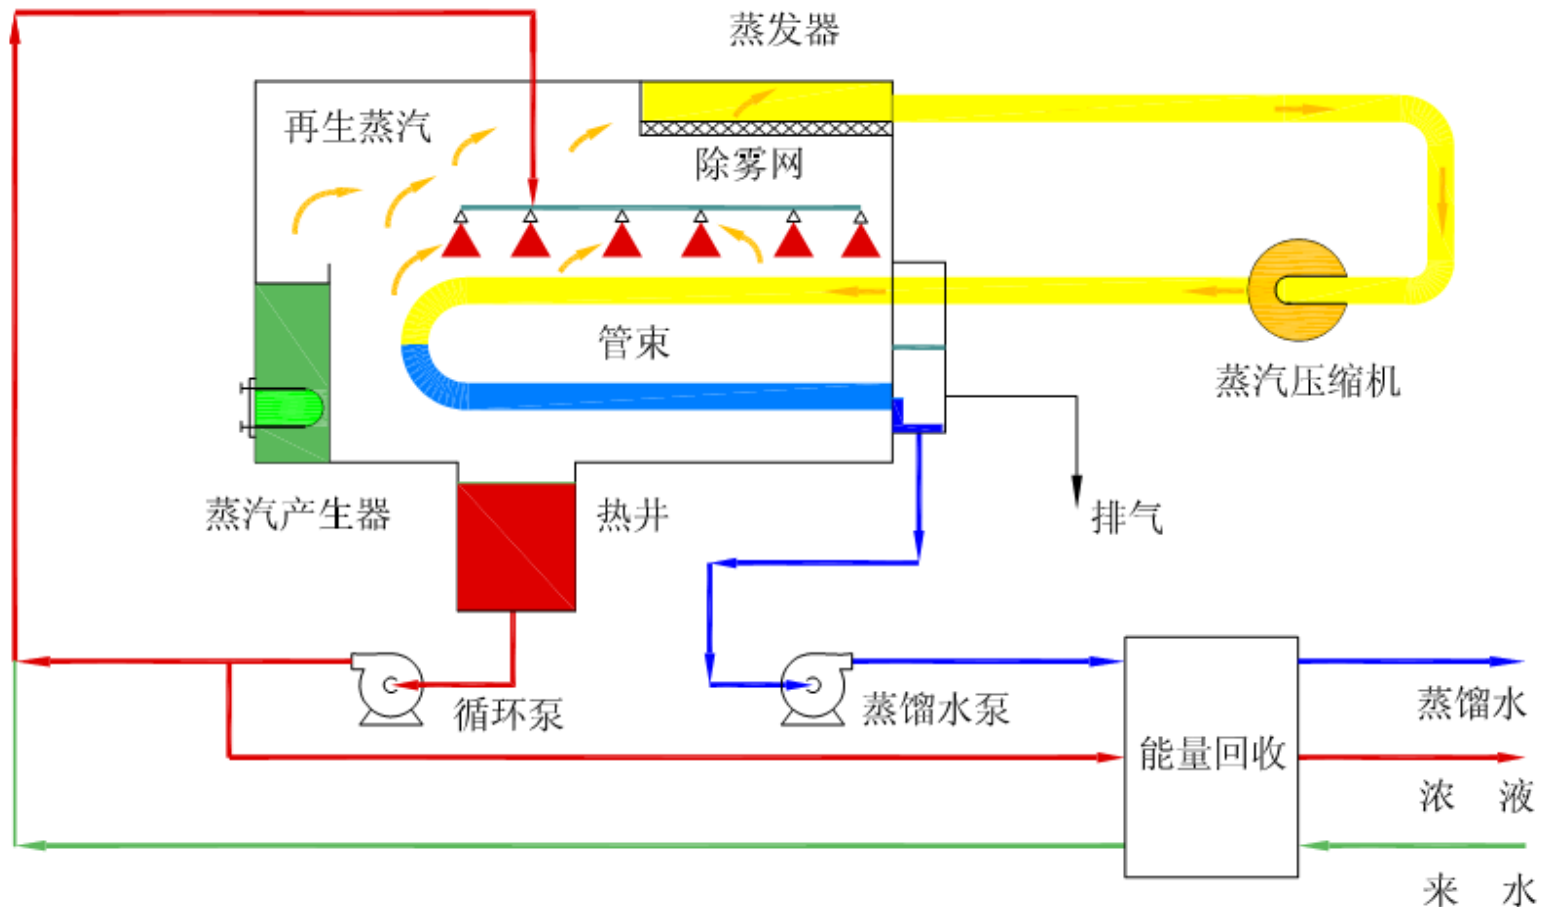 蒸发器
再生蒸汽
除雾网
管束
蒸汽压缩机
蒸汽产生器
热井
排气
循环泵
蒸馏水泵
蒸馏水
能量回收
浓 液
来 水